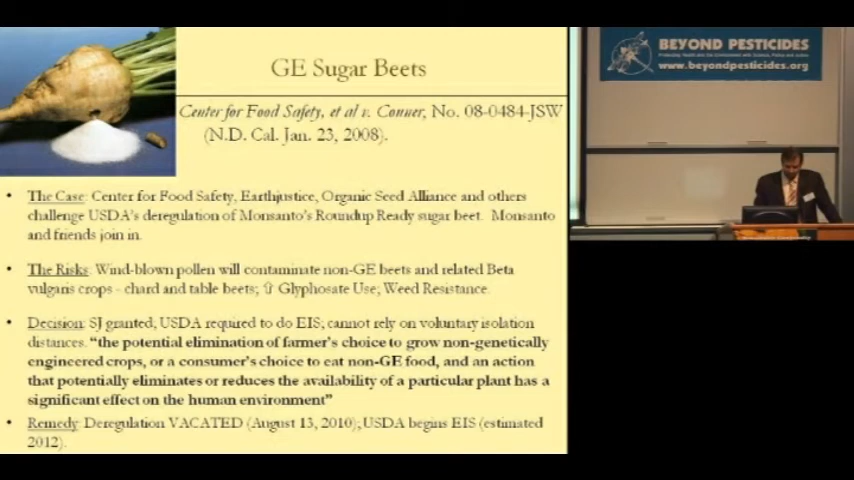 GE Sugar Beets
Center for Food Safety, et al v. Conner, No. 08-0484-JSW
(N.D. Cal. Jan. 23, 2008).
• The Case: Center for Food Safety, Earthjustice, Organic Seed Alliance and others
challenge USDA's deregulation of Monsanto's Roundup Ready sugar beet. Monsanto
and friends join in.
• The Risks: Wind-blown pollen will contaminate non-GE beets and related Beta
vulgaris crops - chard and table beets; ⇧ Glyphosate Use; Weed Resistance.
• Decision: SJ granted, USDA required to do EIS; cannot rely on voluntary isolation
distances. “the potential elimination of farmer's choice to grow non-genetically
engineered crops, or a consumer's choice to eat non-GE food, and an action
that potentially eliminates or reduces the availability of a particular plant has a
significant effect on the human environment”
• Remedy: Deregulation VACATED (August 13, 2010); USDA begins EIS (estimated
2012).
BEYOND PESTICIDES
www.beyondpesticides.org